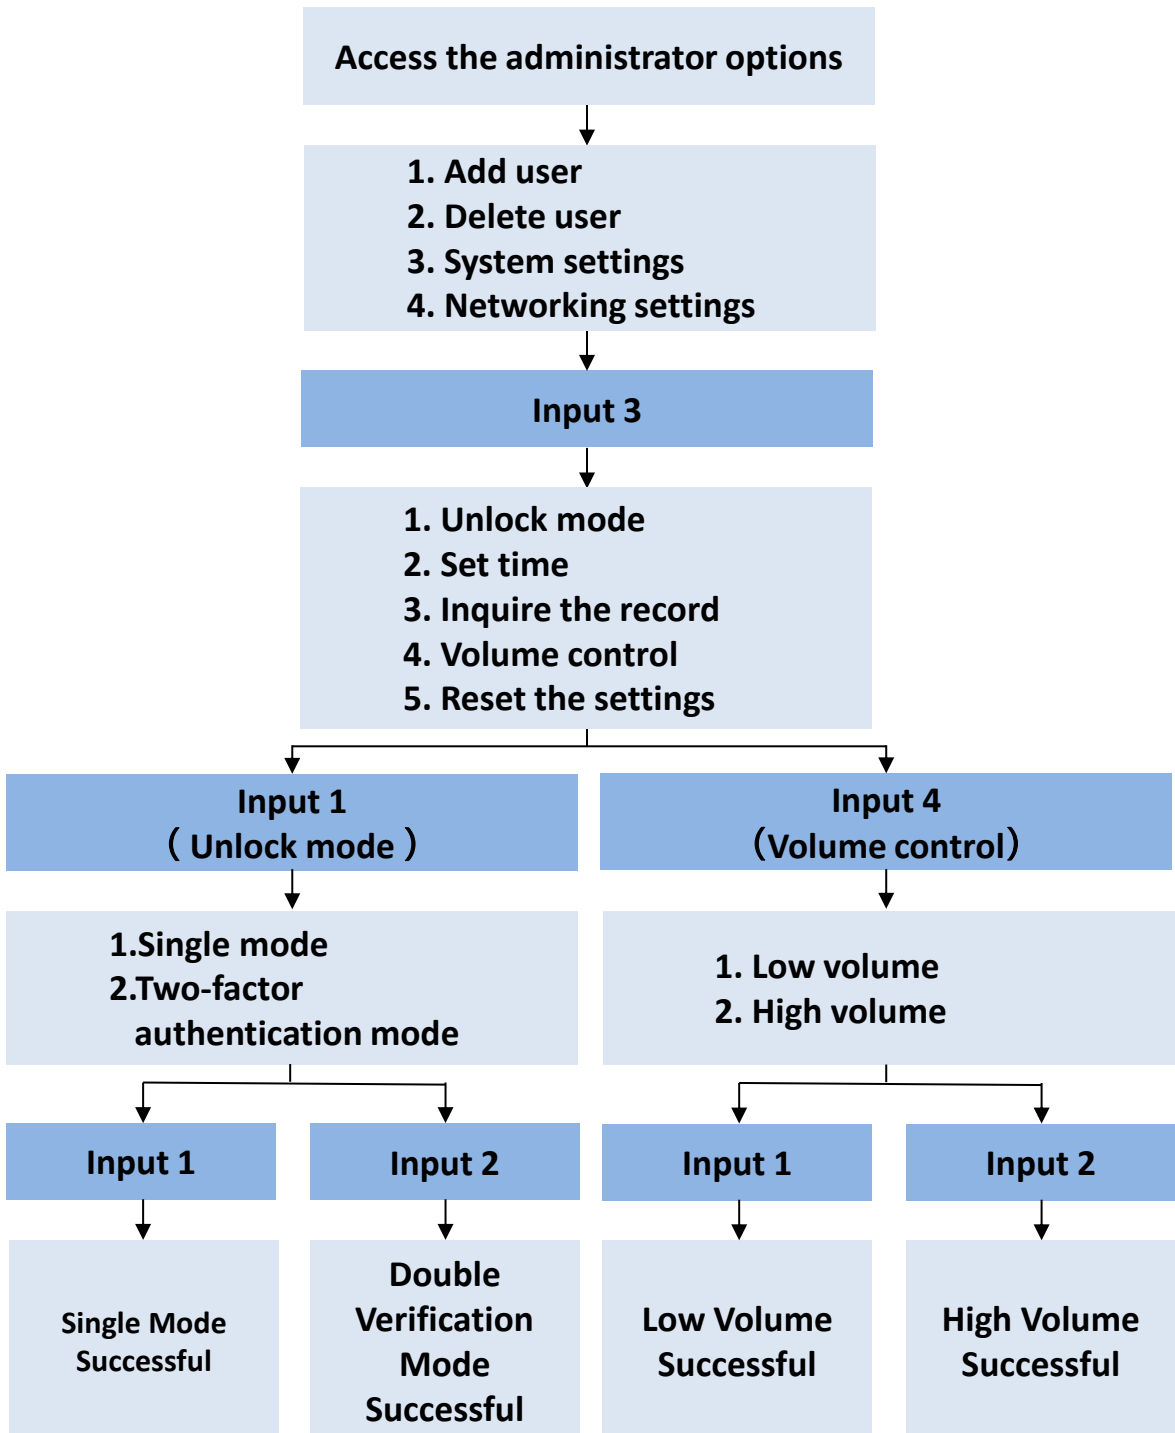 Access the administrator options
1. Add user
2. Delete user
3. System settings
4. Networking settings
Input 3
1. Unlock mode
2. Set time
3. Inquire the record
4. Volume control
5. Reset the settings
Input 1
( Unlock mode )
Input 4
(Volume control)
1.Single mode
2.Two-factor
authentication mode
1. Low volume
2. High volume
Input 1
Input 2
Input 1
Input 2
Single Mode
Successful
Double
Verification
Mode
Successful
Low Volume
Successful
High Volume
Successful